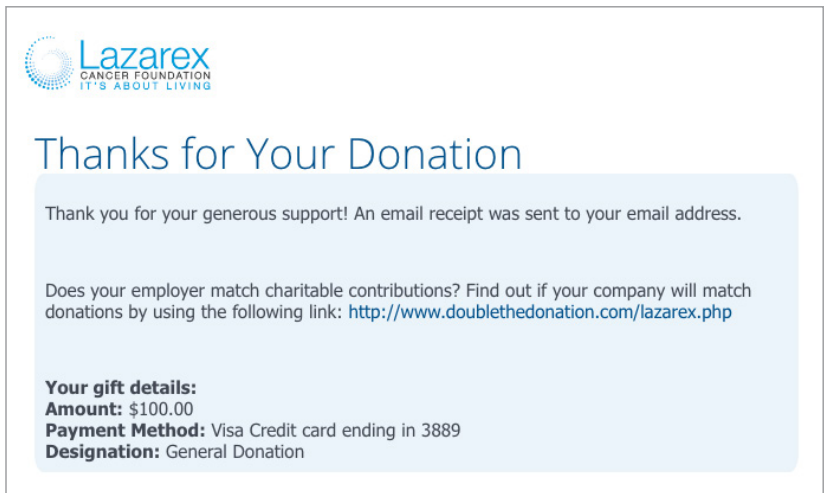 Lazarex
CANCER FOUNDATION
IT'S ABOUT LIVING
Thanks for Your Donation
Thank you for your generous support! An email receipt was sent to your email address.
Does your employer match charitable contributions? Find out if your company will match
donations by using the following link: http://www.doublethedonation.com/lazarex.php
Your gift details:
Amount: $100.00
Payment Method: Visa Credit card ending in 3889
Designation: General Donation